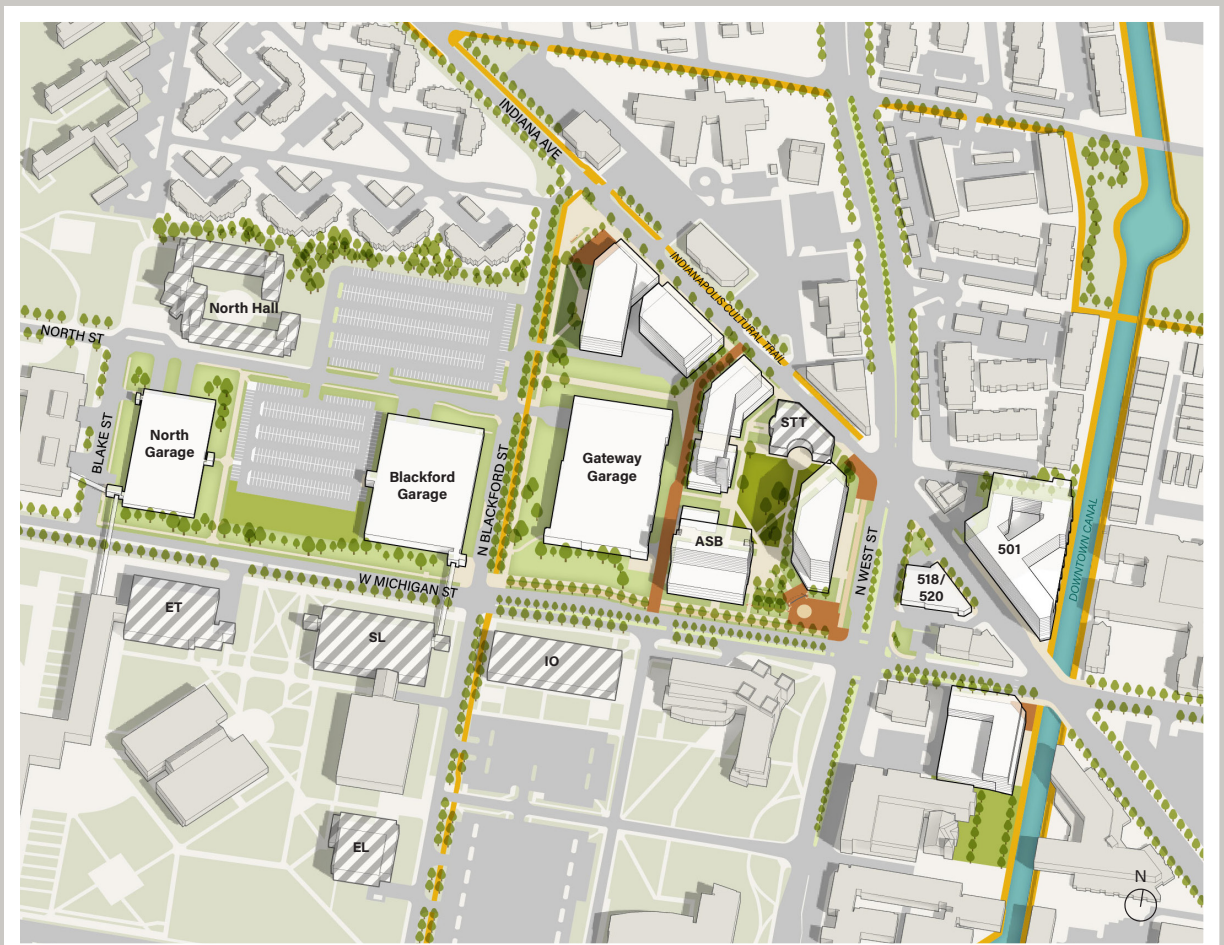 INDIANA AVE
INDIANAPOLIS CULTURAL TRAIL
North Hall
NORTH ST
BLAKE ST
North
Garage
Blackford
Garage
N BLACKFORD ST
Gateway
Garage
STT
ASB
N WEST ST
501
518/
520
DOWNTOWN CANAL
W MICHIGAN ST
ET
SL
IO
EL
N